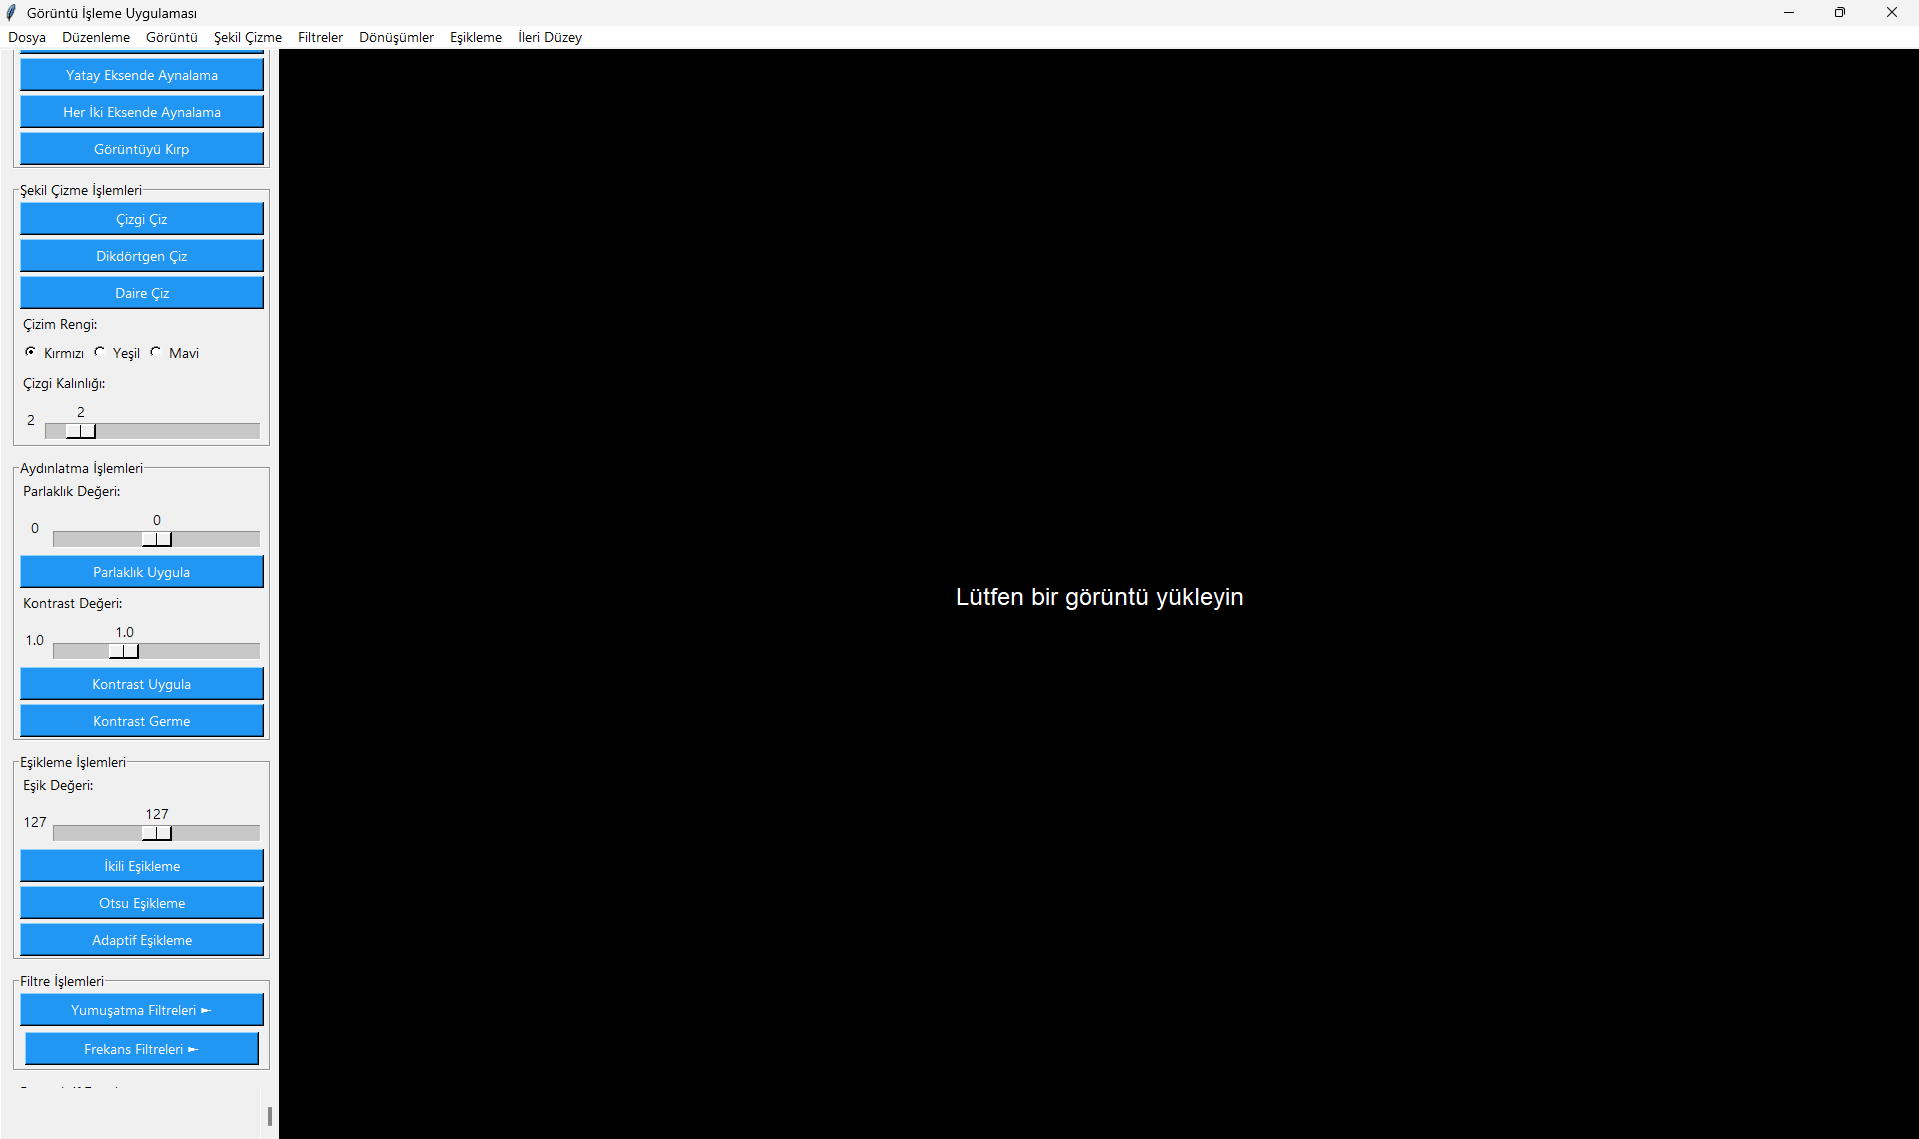 Görüntü İşleme Uygulaması
Dosya Düzenleme Görüntü Şekil Çizme Filtreler Dönüşümler Eşikleme İleri Düzey
Yatay Eksende Aynalama
Her İki Eksende Aynalama
Görüntüyü Kırp
Şekil Çizme İşlemleri
Çizgi Çiz
Dikdörtgen Çiz
Daire Çiz
Çizim Rengi:
Kırmızı Yeşil Mavi
Çizgi Kalınlığı:
2
2
Aydınlatma İşlemleri
Parlaklık Değeri:
0
0
Parlaklık Uygula
Kontrast Değeri:
1.0
1.0
Kontrast Uygula
Kontrast Germe
Eşikleme İşlemleri
Eşik Değeri:
127
127
İkili Eşikleme
Otsu Eşikleme
Adaptif Eşikleme
Filtre İşlemleri
Yumuşatma Filtreleri ►
Frekans Filtreleri ►
Lütfen bir görüntü yükleyin